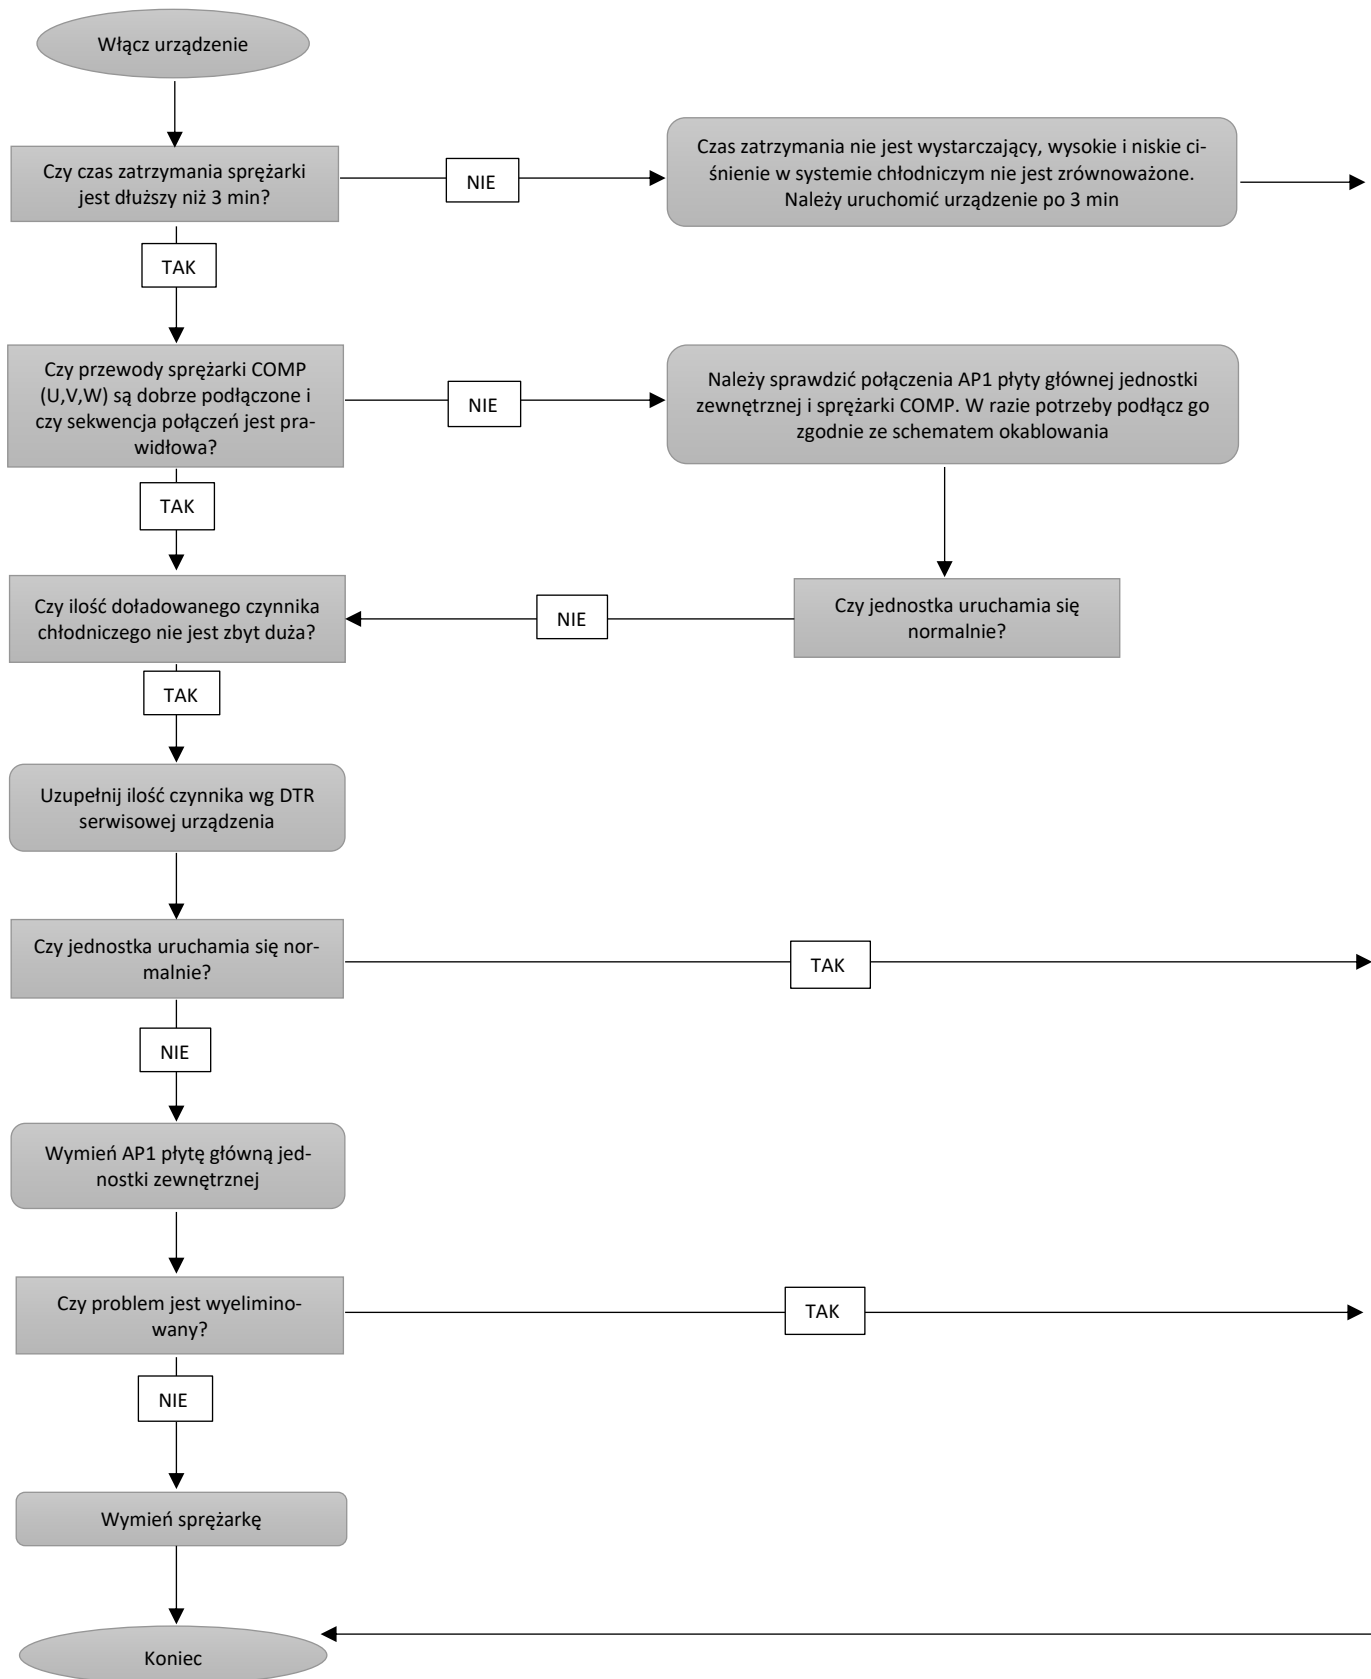 Włącz urządzenie
Czy czas zatrzymania sprężarki
jest dłuższy niż 3 min?
NIE
Czas zatrzymania nie jest wystarczający, wysokie i niskie ci-
śnienie w systemie chłodniczym nie jest zrównoważone.
Należy uruchomić urządzenie po 3 min
TAK
Czy przewody sprężarki COMP
(U,V,W) są dobrze podłączone i
czy sekwencja połączeń jest pra-
widłowa?
NIE
Należy sprawdzić połączenia AP1 płyty głównej jednostki
zewnętrznej i sprężarki COMP. W razie potrzeby podłącz go
zgodnie ze schematem okablowania
TAK
Czy ilość doładowanego czynnika
chłodniczego nie jest zbyt duża?
NIE
Czy jednostka uruchamia się
normalnie?
TAK
Uzupełnij ilość czynnika wg DTR
serwisowej urządzenia
Czy jednostka uruchamia się nor-
malnie?
TAK
NIE
Wymień AP1 płytę główną jed-
nostki zewnętrznej
Czy problem jest wyelimino-
wany?
TAK
NIE
Wymień sprężarkę
Koniec